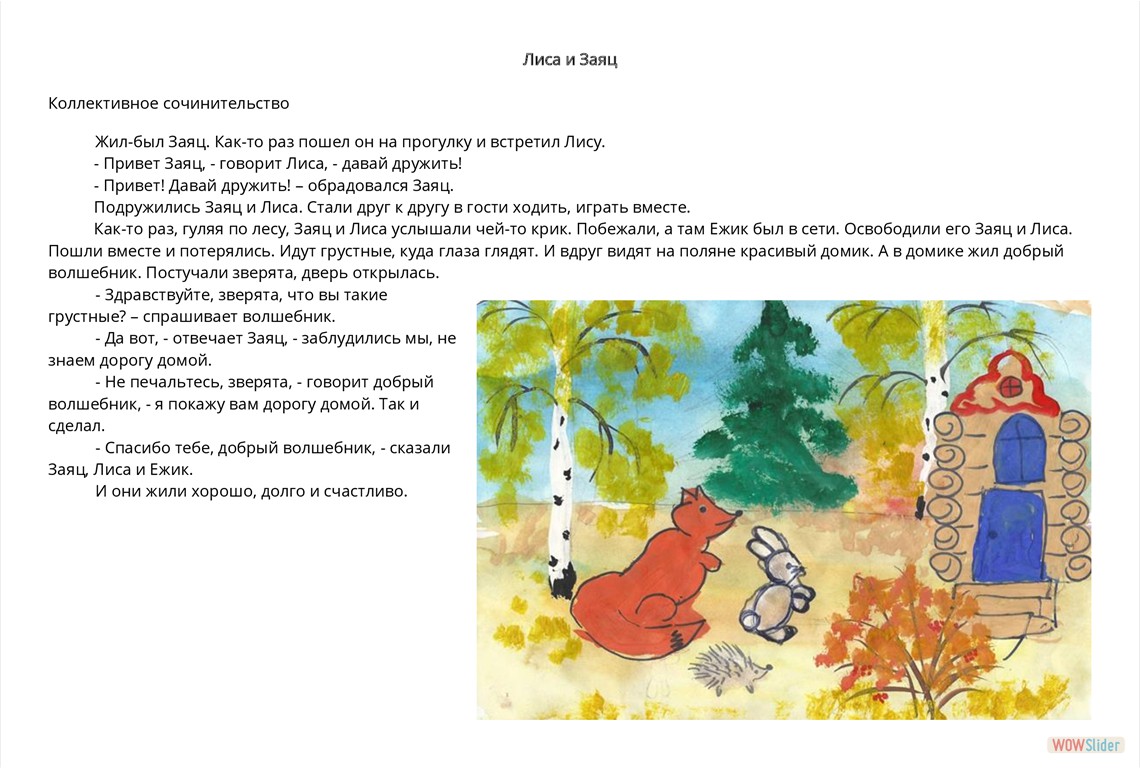 Лиса и Заяц
Коллективное сочинительство
Жил-был Заяц. Как-то раз пошел он на прогулку и встретил Лису.
- Привет Заяц, - говорит Лиса, - давай дружить!
- Привет! Давай дружить! – обрадовался Заяц.
Подружились Заяц и Лиса. Стали друг к другу в гости ходить, играть вместе.
Как-то раз, гуляя по лесу, Заяц и Лиса услышали чей-то крик. Побежали, а там Ежик был в сети. Освободили его Заяц и Лиса.
Пошли вместе и потерялись. Идут грустные, куда глаза глядят. И вдруг видят на поляне красивый домик. А в домике жил добрый
волшебник. Постучали зверята, дверь открылась.
- Здравствуйте, зверята, что вы такие
грустные? – спрашивает волшебник.
- Да вот, - отвечает Заяц, - заблудились мы, не
знаем дорогу домой.
- Не печальтесь, зверята, - говорит добрый
волшебник, - я покажу вам дорогу домой. Так и
сделал.
- Спасибо тебе, добрый волшебник, - сказали
Заяц, Лиса и Ежик.
И они жили хорошо, долго и счастливо.
WOWSlider